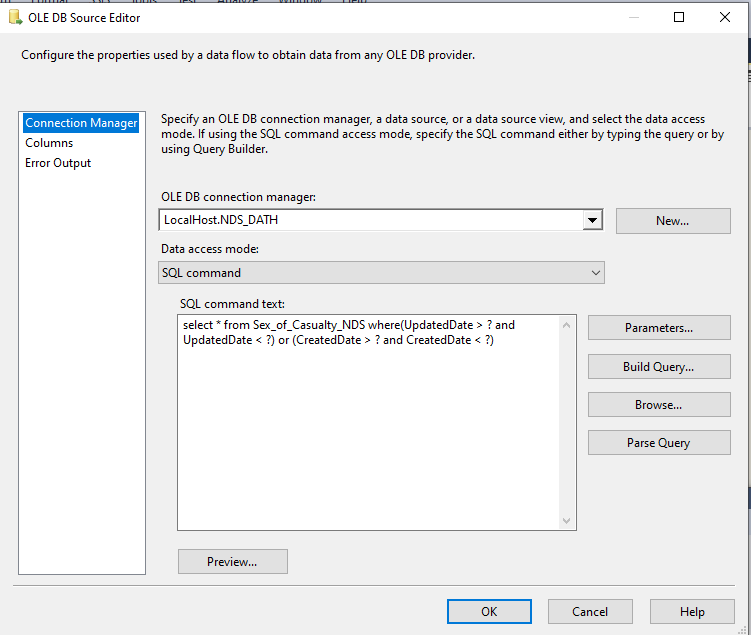 OLE DB Source Editor
Configure the properties used by a data flow to obtain data from any OLE DB provider.
Connection Manager
Columns
Error Output
Specify an OLE DB connection manager, a data source, or a data source view, and select the data access
mode. If using the SQL command access mode, specify the SQL command either by typing the query or by
using Query Builder.
OLE DB connection manager:
LocalHost.NDS_DATH
New...
Data access mode:
SQL command
SQL command text:
select * from Sex_of_Casualty_NDS where(UpdatedDate > ? and
UpdatedDate < ?) or (CreatedDate > ? and CreatedDate < ?)
Parameters...
Build Query...
Browse...
Parse Query
Preview...
OK
Cancel
Help